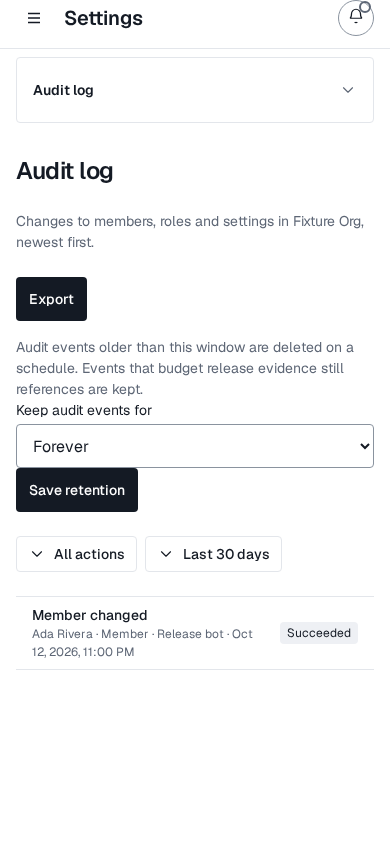 Settings
Audit log
Audit log
Changes to members, roles and settings in Fixture Org,
newest first.
Export
Audit events older than this window are deleted on a
schedule. Events that budget release evidence still
references are kept.
Keep audit events for
Forever
Save retention
All actions
Last 30 days
Member changed
Ada Rivera · Member · Release bot · Oct
12, 2026, 11:00 PM
Succeeded